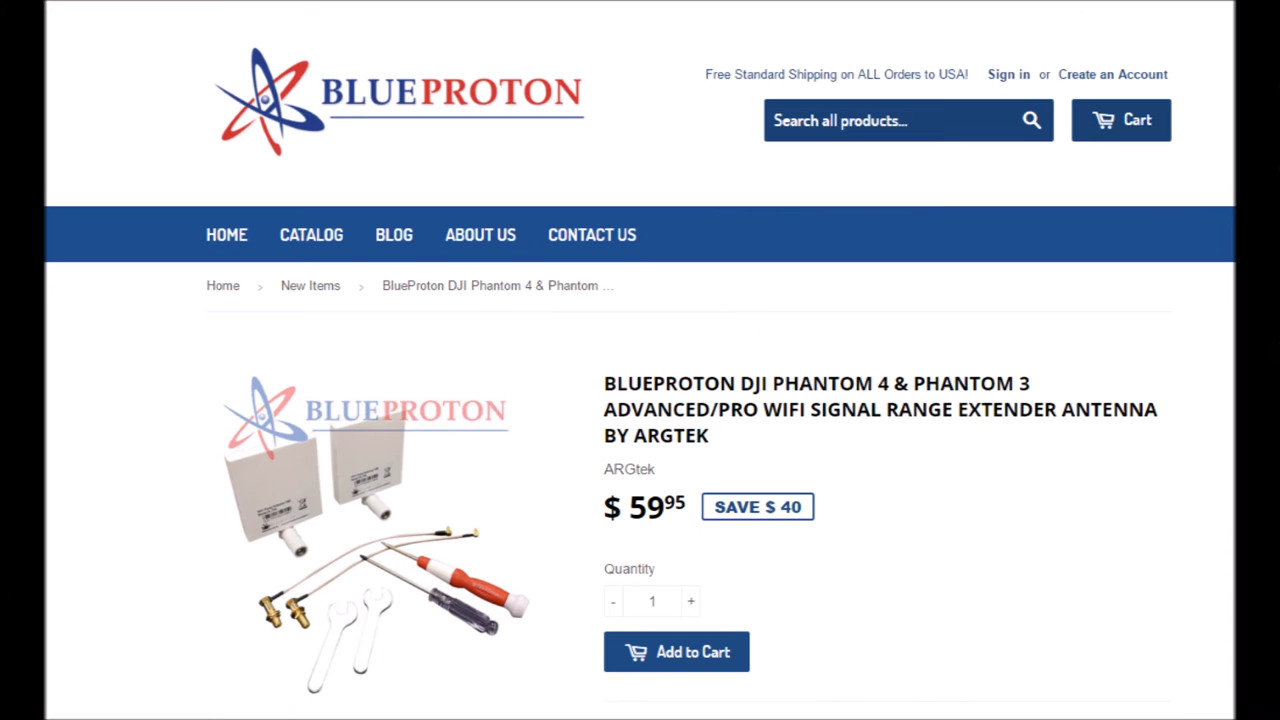 BLUEPROTON
Free Standard Shipping on ALL Orders to USA! Sign in or Create an Account
Search all products... Cart
HOME CATALOG BLOG ABOUT US CONTACT US
Home › New Items › BlueProton DJI Phantom 4 & Phantom ...
BLUEPROTON
BLUEPROTON DJI PHANTOM 4 & PHANTOM 3
ADVANCED/PRO WIFI SIGNAL RANGE EXTENDER ANTENNA
BY ARGTEK
ARGtek
$ 59 95 SAVE $ 40
Quantity
- 1 +
Add to Cart